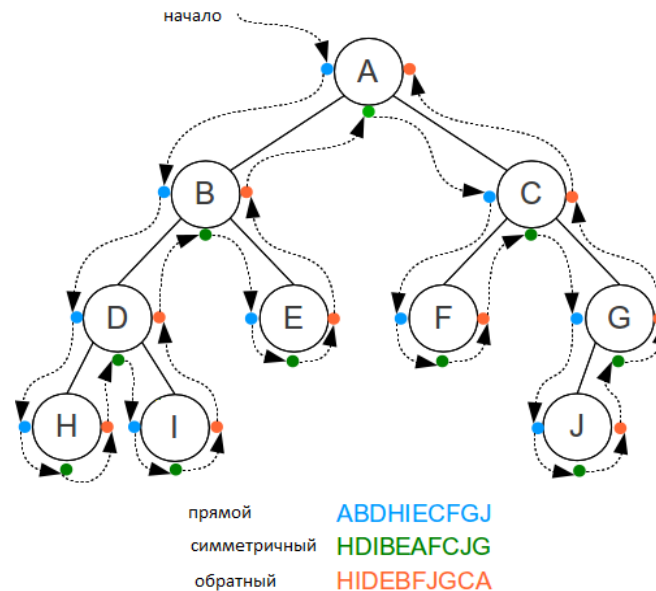 начало
A
B
C
D
E
F
G
H
I
J
прямой ABDHIECFGJ
симметричный HDIBEAFCJG
обратный HIDEBFJGCA